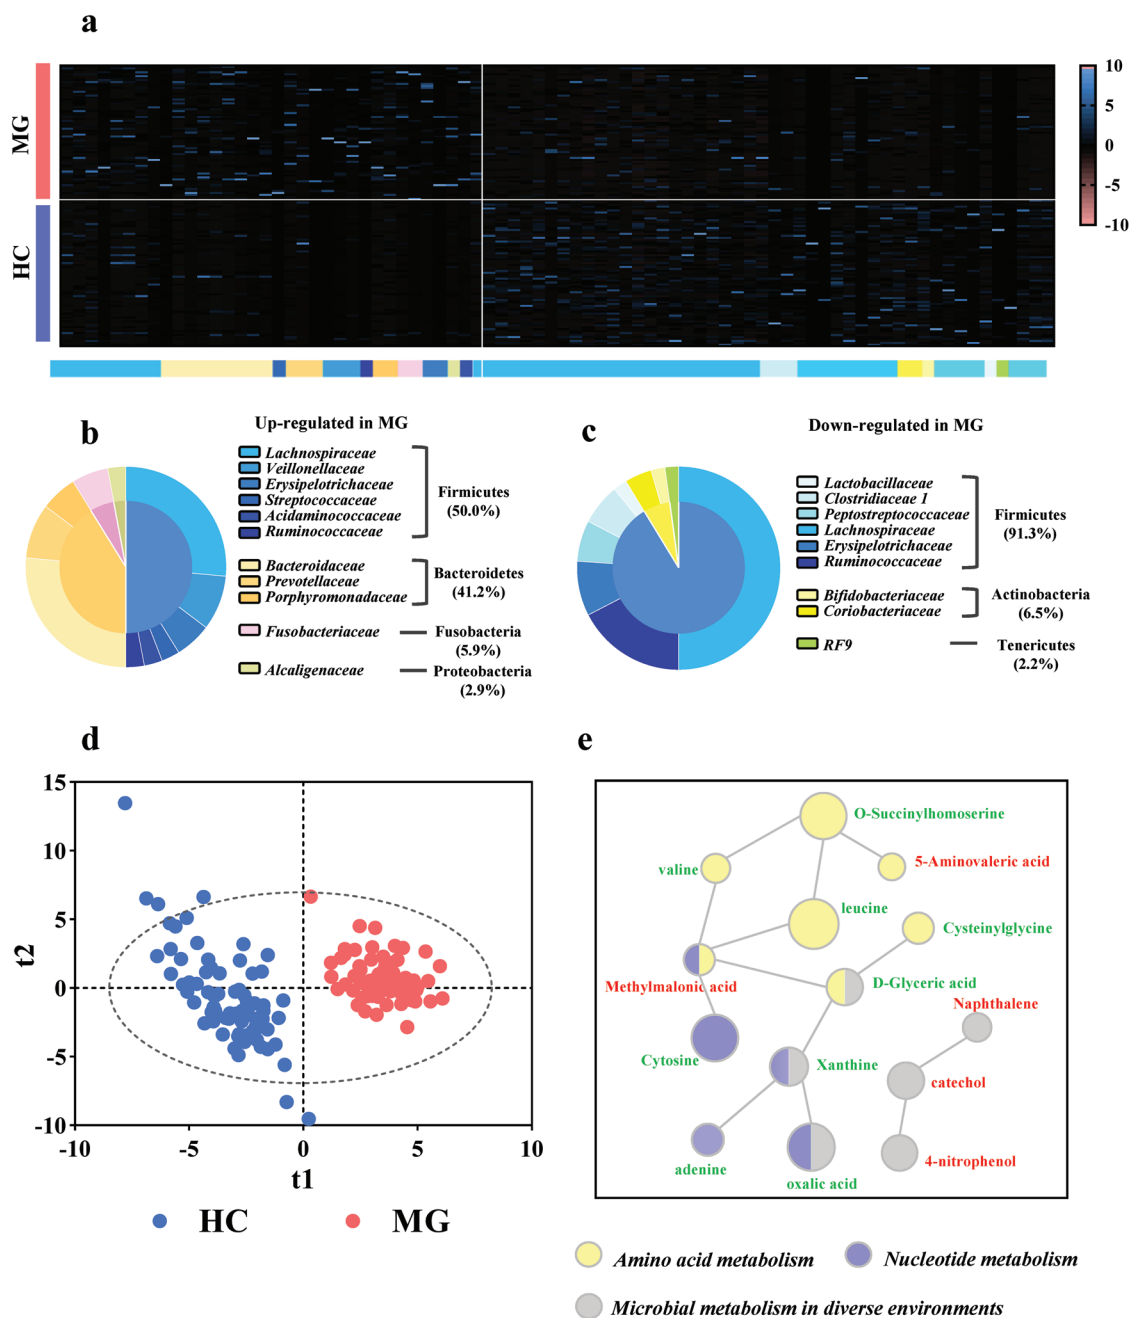 a
MG
HC
10
5
0
-5
-10
b
Up-regulated in MG
Lachnospiraceae
Veillonellaceae
Erysipelotrichaceae
Streptococcaceae
Acidaminococcaceae
Ruminococcaceae
Firmicutes
(50.0%)
Bacteroidaceae
Prevotellaceae
Porphyromonadaceae
Bacteroidetes
(41.2%)
Fusobacteriaceae
Fusobacteria
(5.9%)
Alcaligenaceae
Proteobacteria
(2.9%)
c
Down-regulated in MG
Lactobacillaceae
Clostridiaceae 1
Peptostreptococcaceae
Lachnospiraceae
Erysipelotrichaceae
Ruminococcaceae
Firmicutes
(91.3%)
Bifidobacteriaceae
Coriobacteriaceae
Actinobacteria
(6.5%)
RF9
Tenericutes
(2.2%)
d
15
10
5
0
-5
-10
t2
-10
-5
0
5
10
t1
HC
MG
e
O-Succinylhomoserine
valine
5-Aminovaleric acid
leucine
Cysteinylglycine
Methylmalonic acid
D-Glyceric acid
Naphthalene
Cytosine
Xanthine
catechol
adenine
oxalic acid
4-nitrophenol
Amino acid metabolism
Nucleotide metabolism
Microbial metabolism in diverse environments